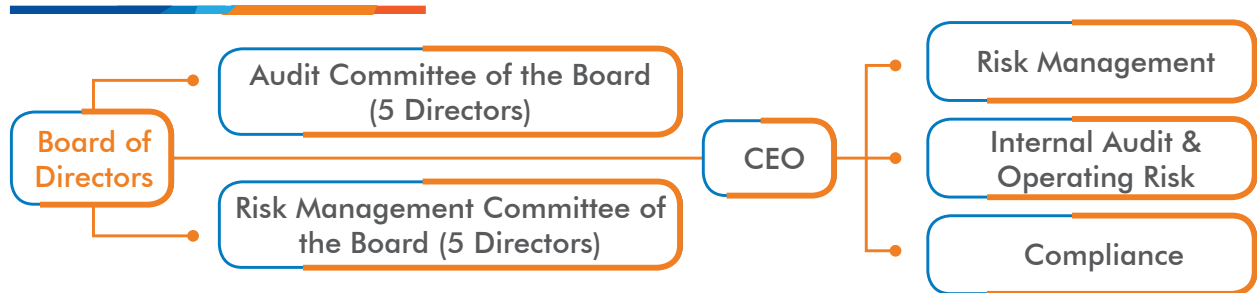 Audit Committee of the Board
(5 Directors)
Board of
Directors
Risk Management Committee of
the Board (5 Directors)
CEO
Risk Management
Internal Audit &
Operating Risk
Compliance